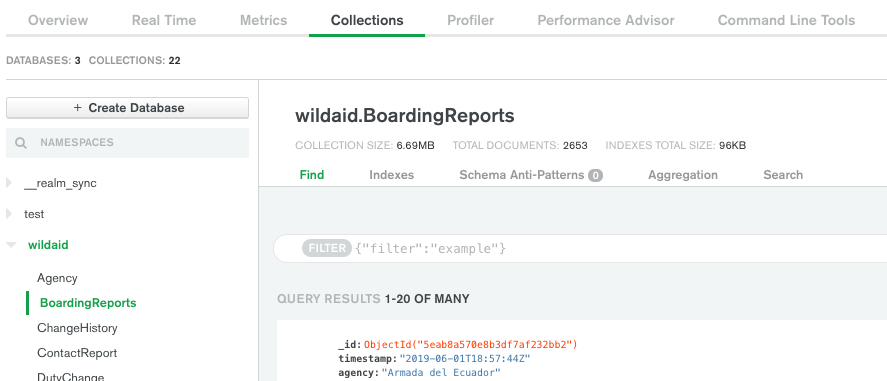 Overview Real Time Metrics Collections Profiler Performance Advisor Command Line Tools
DATABASES: 3 COLLECTIONS: 22
+ Create Database
NAMESPACES
__realm_sync
test
wildaid
Agency
BoardingReports
ChangeHistory
ContactReport
DutyChange
wildaid.BoardingReports
COLLECTION SIZE: 6.69MB TOTAL DOCUMENTS: 2653 INDEXES TOTAL SIZE: 96KB
Find Indexes Schema Anti-Patterns 0 Aggregation Search
FILTER {"filter":"example"}
QUERY RESULTS 1-20 OF MANY
_id: ObjectId("5eab8a570e8b3df7af232bb2")
timestamp: "2019-06-01T18:57:44Z"
agency: "Armada del Ecuador"